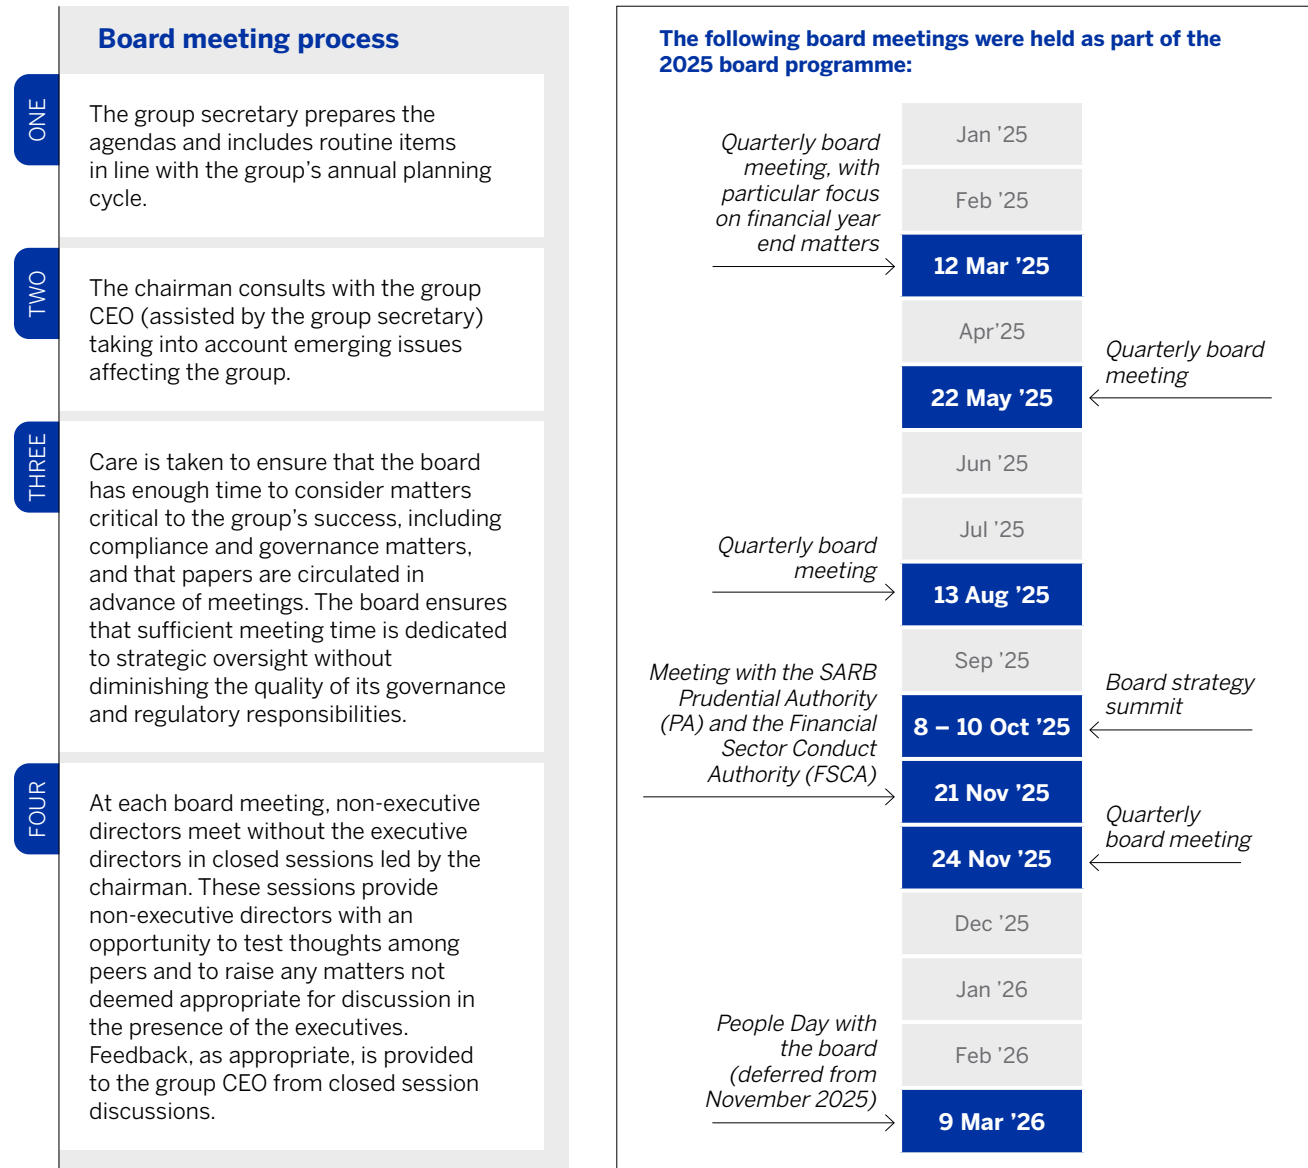 Board meeting process
ONE
The group secretary prepares the
agendas and includes routine items
in line with the group’s annual planning
cycle.
TWO
The chairman consults with the group
CEO (assisted by the group secretary)
taking into account emerging issues
affecting the group.
THREE
Care is taken to ensure that the board
has enough time to consider matters
critical to the group’s success, including
compliance and governance matters,
and that papers are circulated in
advance of meetings. The board ensures
that sufficient meeting time is dedicated
to strategic oversight without
diminishing the quality of its governance
and regulatory responsibilities.
FOUR
At each board meeting, non-executive
directors meet without the executive
directors in closed sessions led by the
chairman. These sessions provide
non-executive directors with an
opportunity to test thoughts among
peers and to raise any matters not
deemed appropriate for discussion in
the presence of the executives.
Feedback, as appropriate, is provided
to the group CEO from closed session
discussions.
The following board meetings were held as part of the
2025 board programme:
Jan ’25
Feb ’25
Quarterly board
meeting, with
particular focus
on financial year
end matters
12 Mar ’25
Apr’25
22 May ’25
Quarterly board
meeting
Jun ’25
Jul ’25
Quarterly board
meeting
13 Aug ’25
Sep ’25
8 – 10 Oct ’25
Board strategy
summit
Meeting with the SARB
Prudential Authority
(PA) and the Financial
Sector Conduct
Authority (FSCA)
21 Nov ’25
24 Nov ’25
Quarterly
board meeting
Dec ’25
Jan ’26
Feb ’26
People Day with
the board
(deferred from
November 2025)
9 Mar ’26